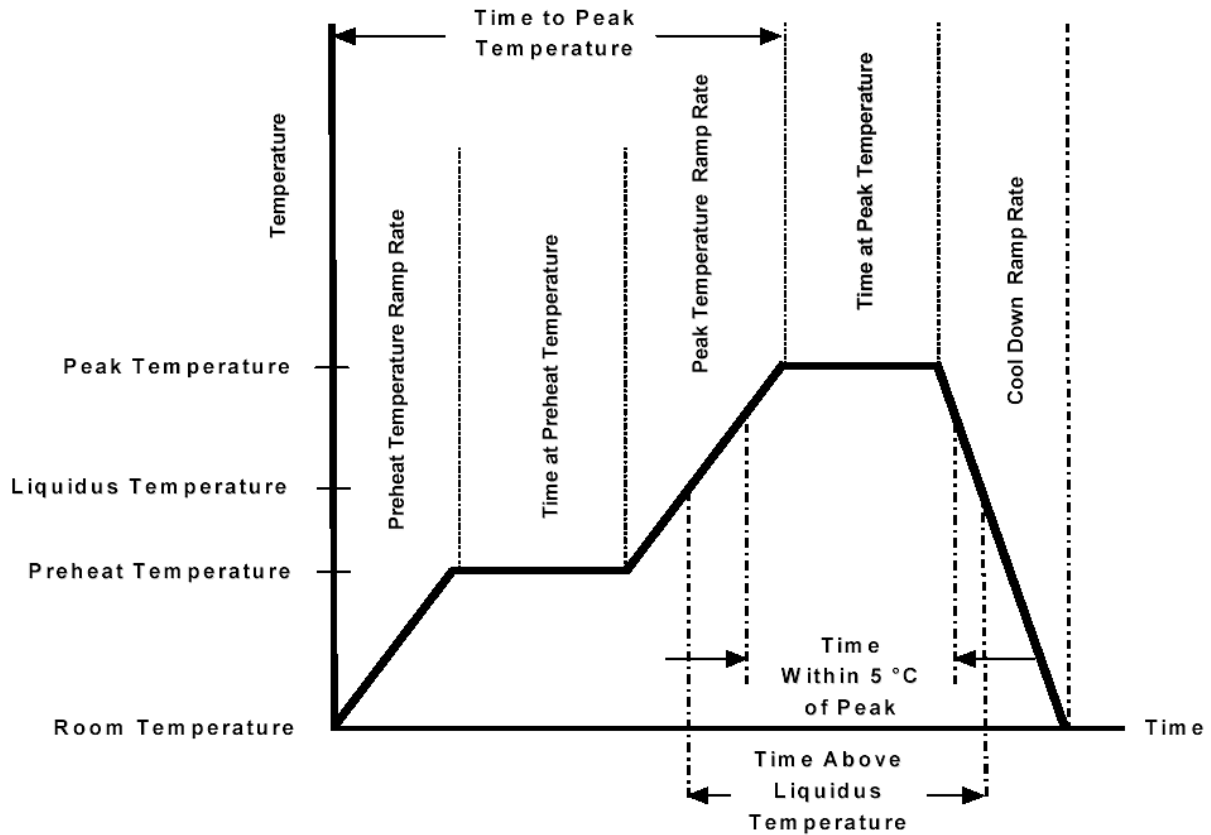 Time to Peak
Temperature
Temperature
Preheat Temperature Ramp Rate
Time at Preheat Temperature
Peak Temperature Ramp Rate
Time at Peak Temperature
Cool Down Ramp Rate
Peak Temperature
Liquidus Temperature
Preheat Temperature
Room Temperature
Time
Within 5 °C
of Peak
Time
Time Above
Liquidus
Temperature